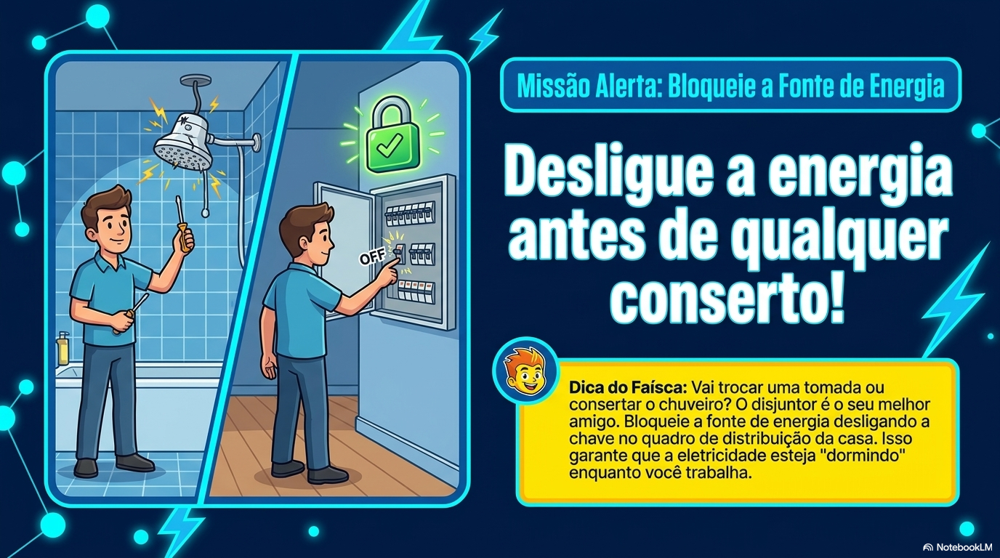 Missão Alerta: Bloqueie a Fonte de Energia
OFF
Desligue a energia
antes de qualquer
conserto!
Dica do Faísca: Vai trocar uma tomada ou
consertar o chuveiro? O disjuntor é o seu melhor
amigo. Bloqueie a fonte de energia desligando a
chave no quadro de distribuição da casa. Isso
garante que a eletricidade esteja "dormindo"
enquanto você trabalha.
NotebookLM